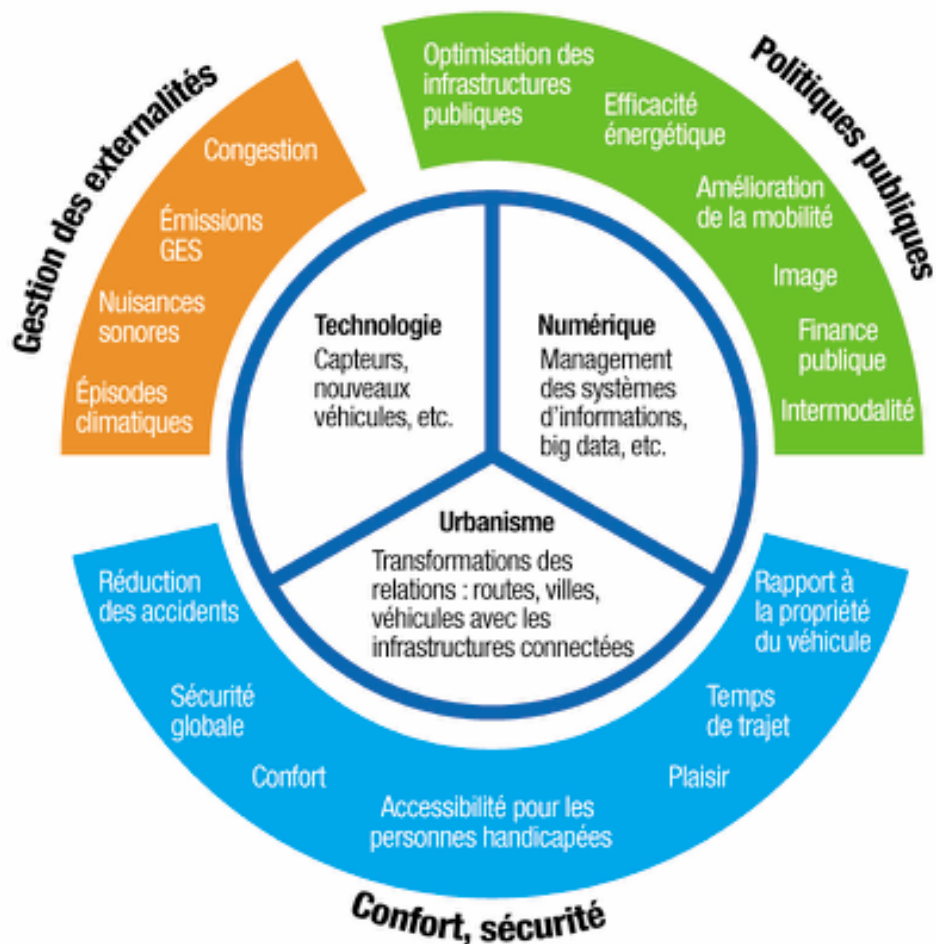 Gestion des externalités
Congestion
Émissions
GES
Nuisances
sonores
Épisodes
climatiques
Politiques publiques
Optimisation des
infrastructures
publiques
Efficacité
énergétique
Amélioration
de la mobilité
Image
Finance
publique
Intermodalité
Technologie
Capteurs,
nouveaux
véhicules, etc.
Numérique
Management
des systèmes
d'informations,
big data, etc.
Urbanisme
Transformations des
relations : routes, villes,
véhicules avec les
infrastructures connectées
Réduction
des accidents
Sécurité
globale
Confort
Accessibilité pour les
personnes handicapées
Plaisir
Temps
de trajet
Rapport à
la propriété
du véhicule
Confort, sécurité